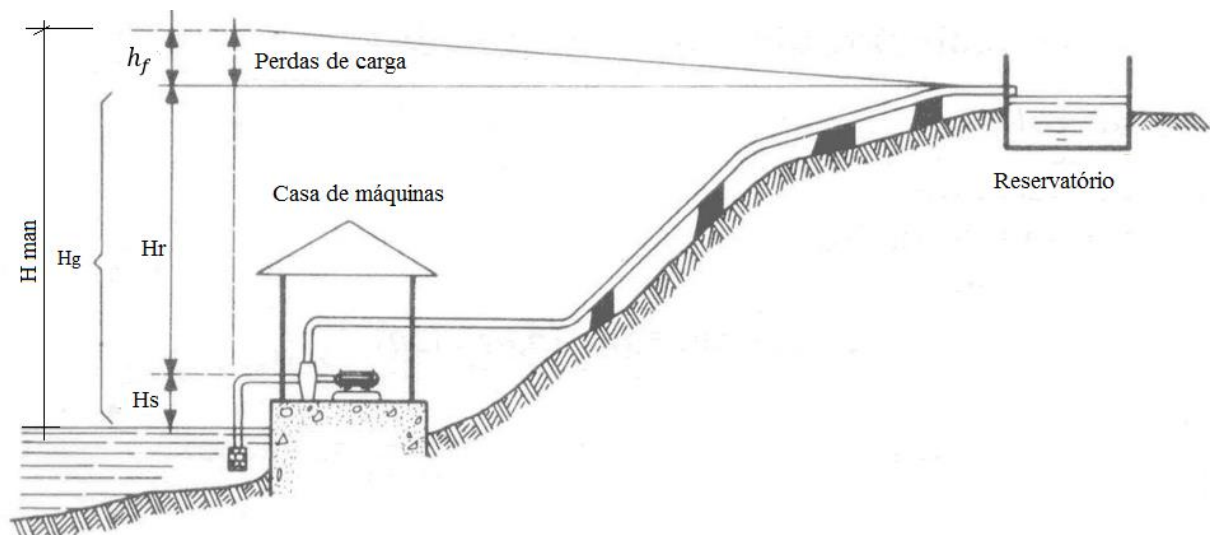 h_f
Perdas de carga
H man
Hg
Hr
Casa de máquinas
Reservatório
Hs